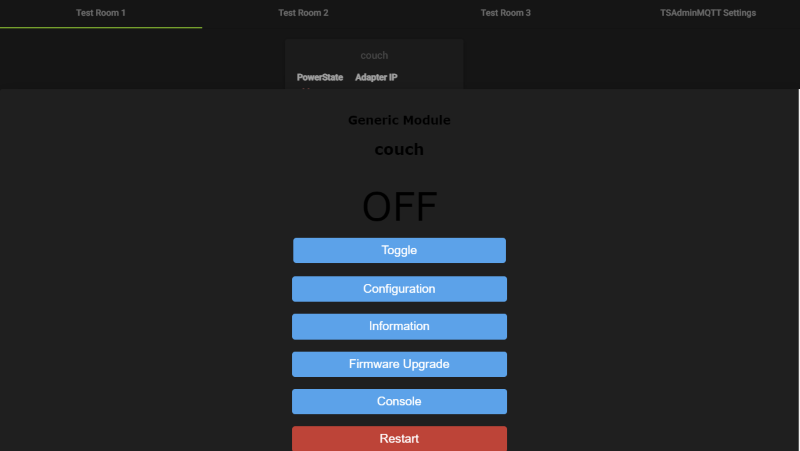 Test Room 1 Test Room 2 Test Room 3 TSAdminMQTT Settings
couch
PowerState Adapter IP
Generic Module
couch
OFF
Toggle
Configuration
Information
Firmware Upgrade
Console
Restart